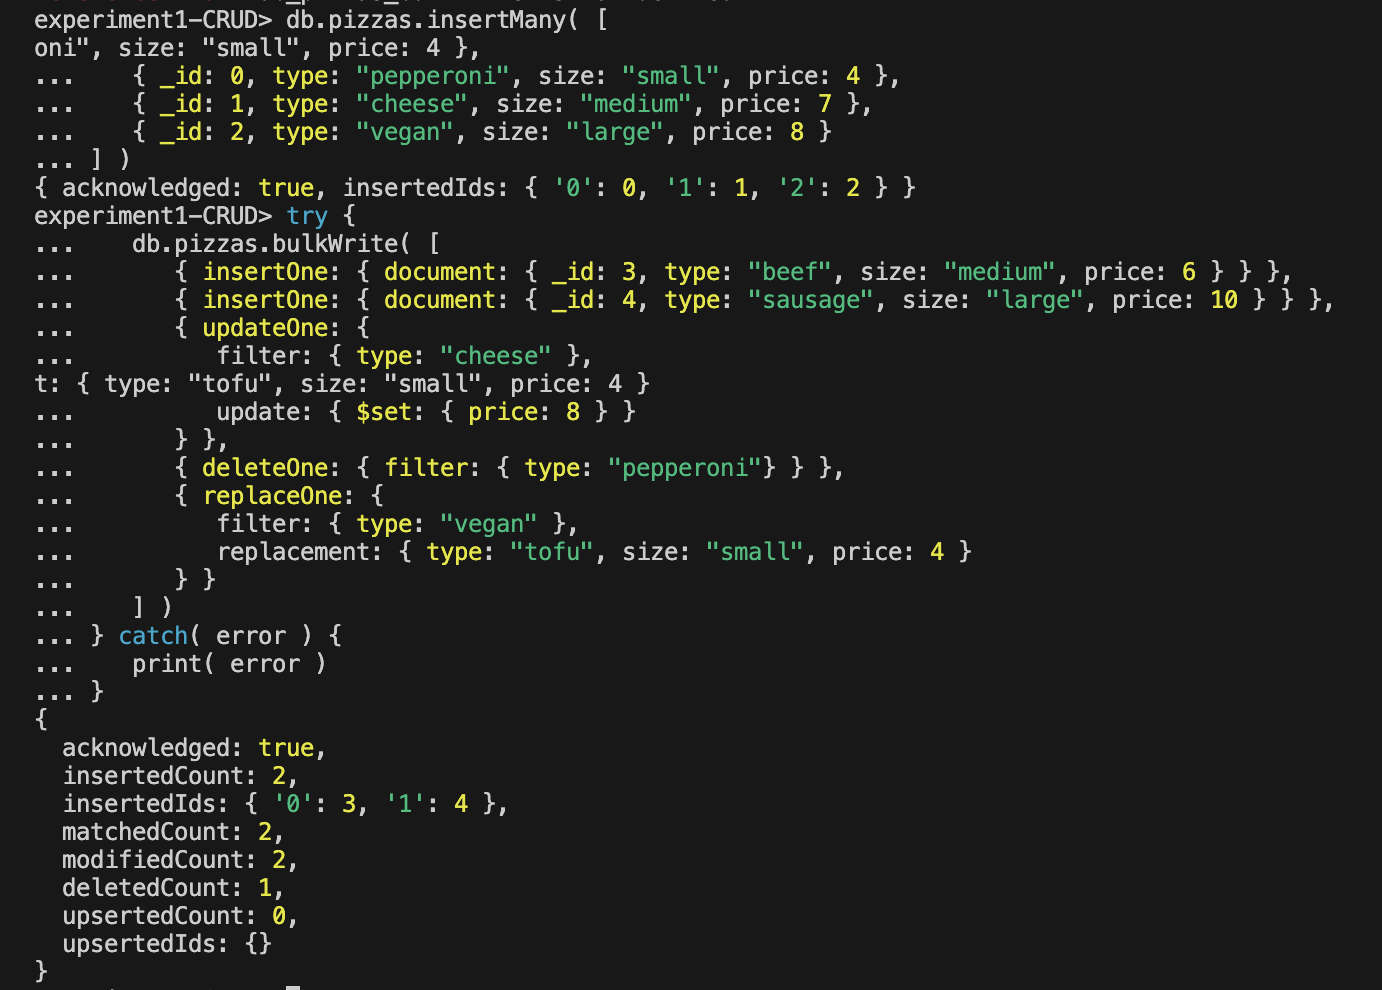 experiment1-CRUD> db.pizzas.insertMany( [
oni", size: "small", price: 4 },
...    { _id: 0, type: "pepperoni", size: "small", price: 4 },
...    { _id: 1, type: "cheese", size: "medium", price: 7 },
...    { _id: 2, type: "vegan", size: "large", price: 8 }
... ] )
{ acknowledged: true, insertedIds: { '0': 0, '1': 1, '2': 2 } }
experiment1-CRUD> try {
...    db.pizzas.bulkWrite( [
...       { insertOne: { document: { _id: 3, type: "beef", size: "medium", price: 6 } } },
...       { insertOne: { document: { _id: 4, type: "sausage", size: "large", price: 10 } } },
...       { updateOne: {
...          filter: { type: "cheese" },
t: { type: "tofu", size: "small", price: 4 }
...          update: { $set: { price: 8 } }
...       } },
...       { deleteOne: { filter: { type: "pepperoni"} } },
...       { replaceOne: {
...          filter: { type: "vegan" },
...          replacement: { type: "tofu", size: "small", price: 4 }
...       } }
...    ] )
... } catch( error ) {
...    print( error )
... }
{
  acknowledged: true,
  insertedCount: 2,
  insertedIds: { '0': 3, '1': 4 },
  matchedCount: 2,
  modifiedCount: 2,
  deletedCount: 1,
  upsertedCount: 0,
  upsertedIds: {}
}